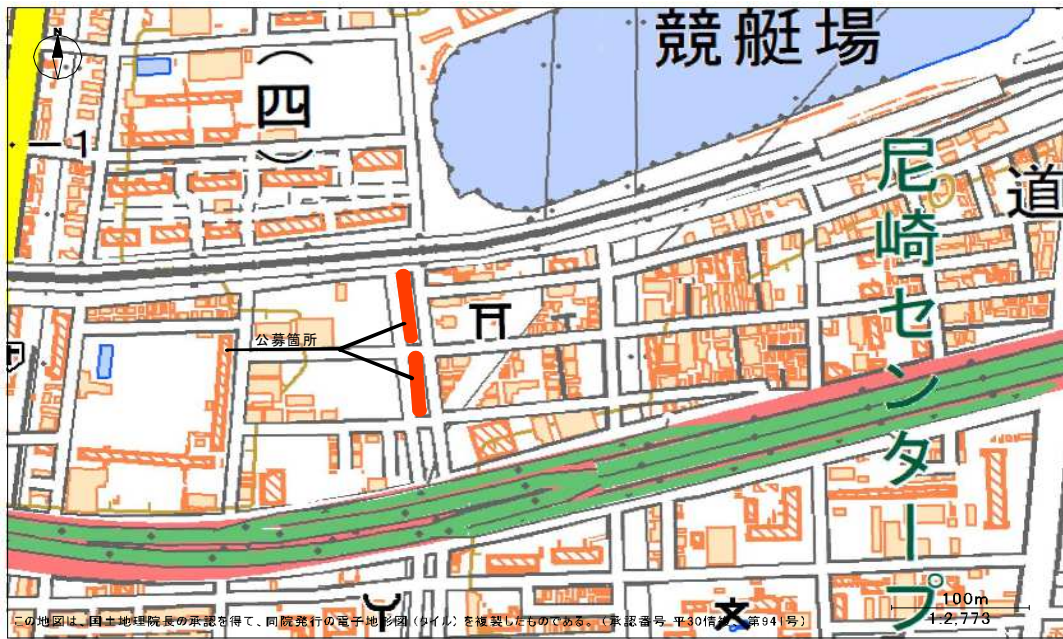 N
競艇場
（四）
1
尼崎センタープ
道
公募箇所
100m
1:2,773
この地図は、国土地理院長の承認を得て、同院発行の電子地形図（タイル）を複製したものである。（承認番号 平30情複、第941号）